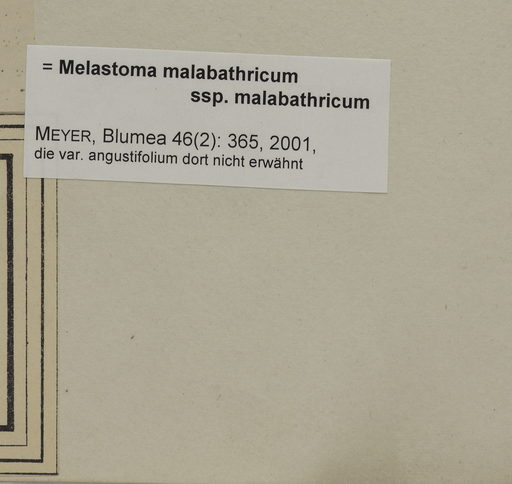 = Melastoma malabathricum
ssp. malabathricum
MEYER, Blumea 46(2): 365, 2001,
die var. angustifolium dort nicht erwähnt